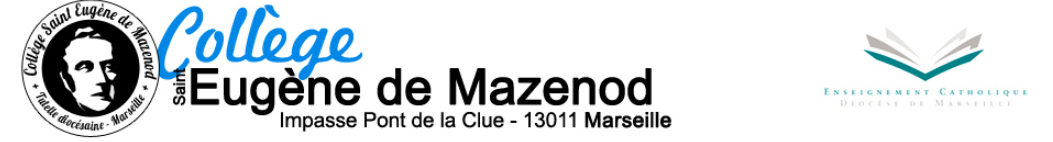 Collège Saint Eugène de Mazenod
+ Tutelle diocésaine - Marseille +
Collège
saint
Eugène de Mazenod
Impasse Pont de la Clue - 13011 Marseille
Enseignement Catholique
Diocèse de Marseille